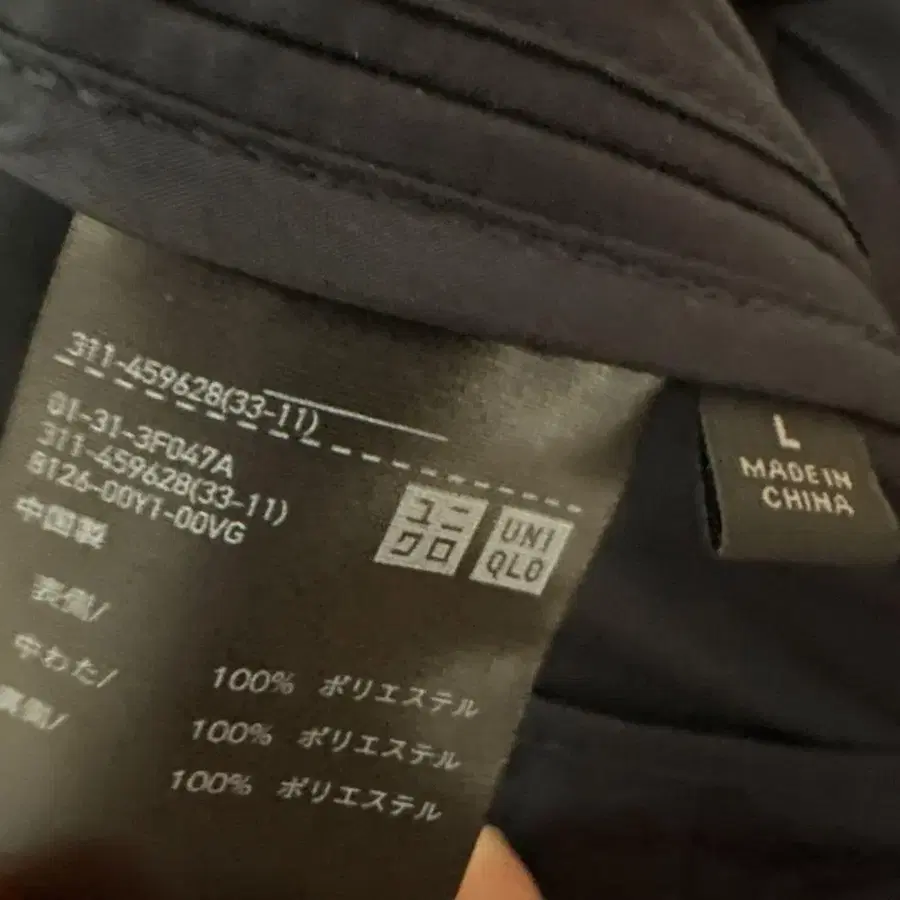 311-459628(33-11)
01-31-3F047A
311-459628(33-11)
8126-00Y1-00VG
中国製
ユニ
クロ
UNI
QLO
表側/
中わた/
裏側/
100% ポリエステル
100% ポリエステル
100% ポリエステル
L
MADE IN
CHINA